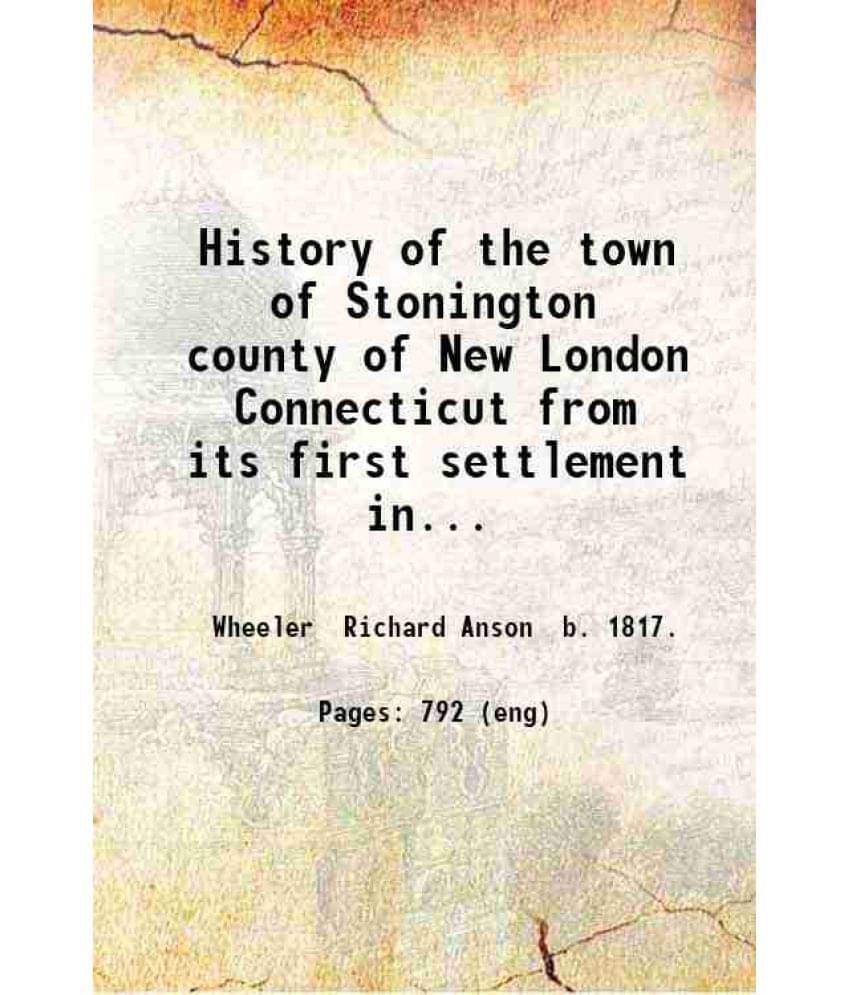 History of the town
of Stonington
county of New London
Connecticut from
its first settlement
in...
Wheeler Richard Anson b. 1817.
Pages: 792 (eng)